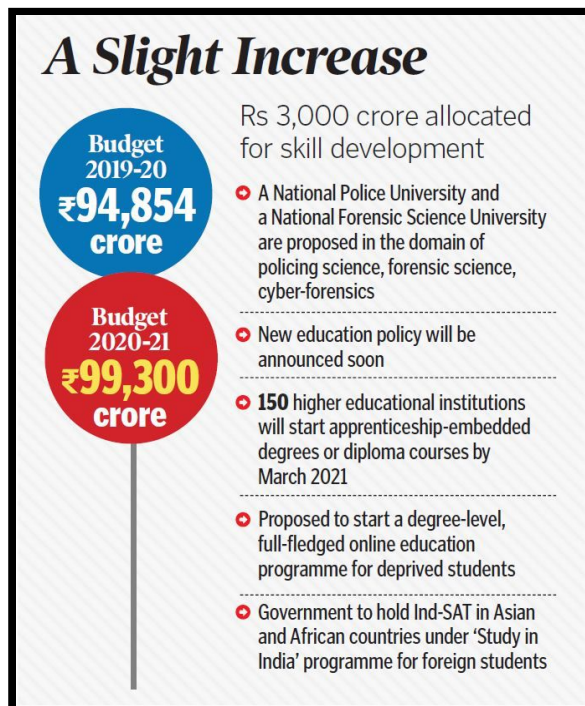 A Slight Increase
Budget
2019-20
₹94,854
crore
Budget
2020-21
₹99,300
crore
Rs 3,000 crore allocated
for skill development
A National Police University and
a National Forensic Science University
are proposed in the domain of
policing science, forensic science,
cyber-forensics
New education policy will be
announced soon
150 higher educational institutions
will start apprenticeship-embedded
degrees or diploma courses by
March 2021
Proposed to start a degree-level,
full-fledged online education
programme for deprived students
Government to hold Ind-SAT in Asian
and African countries under ‘Study in
India’ programme for foreign students